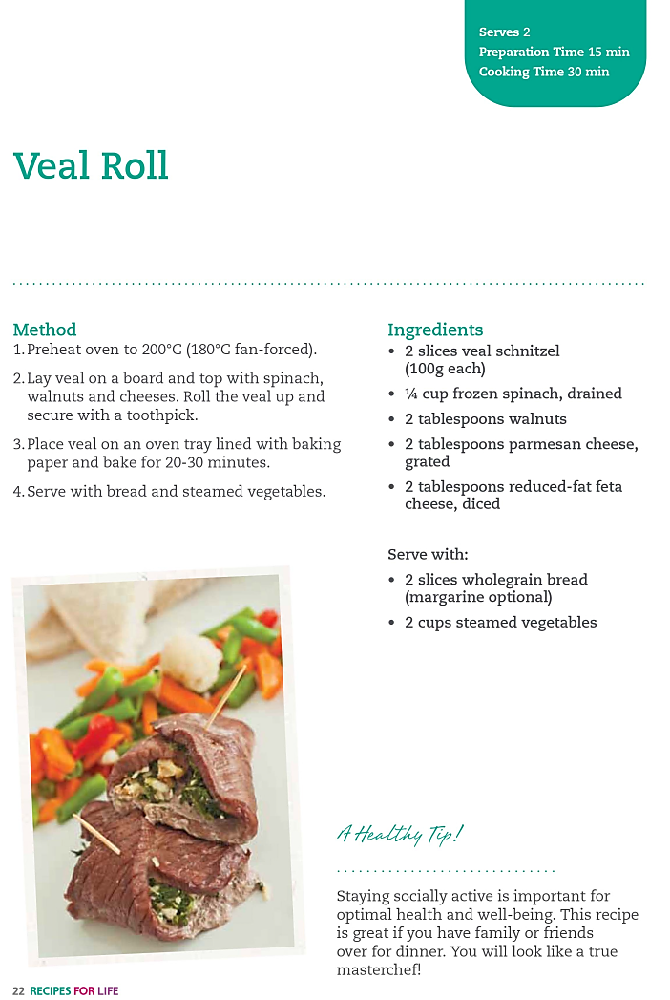 Serves 2
Preparation Time 15 min
Cooking Time 30 min
Veal Roll
Method
1. Preheat oven to 200°C (180°C fan-forced).
2. Lay veal on a board and top with spinach,
walnuts and cheeses. Roll the veal up and
secure with a toothpick.
3. Place veal on an oven tray lined with baking
paper and bake for 20-30 minutes.
4. Serve with bread and steamed vegetables.
Ingredients
• 2 slices veal schnitzel
(100g each)
• ¼ cup frozen spinach, drained
• 2 tablespoons walnuts
• 2 tablespoons parmesan cheese,
grated
• 2 tablespoons reduced-fat feta
cheese, diced
Serve with:
• 2 slices wholegrain bread
(margarine optional)
• 2 cups steamed vegetables
A Healthy Tip!
Staying socially active is important for
optimal health and well-being. This recipe
is great if you have family or friends
over for dinner. You will look like a true
masterchef!
22 RECIPES FOR LIFE